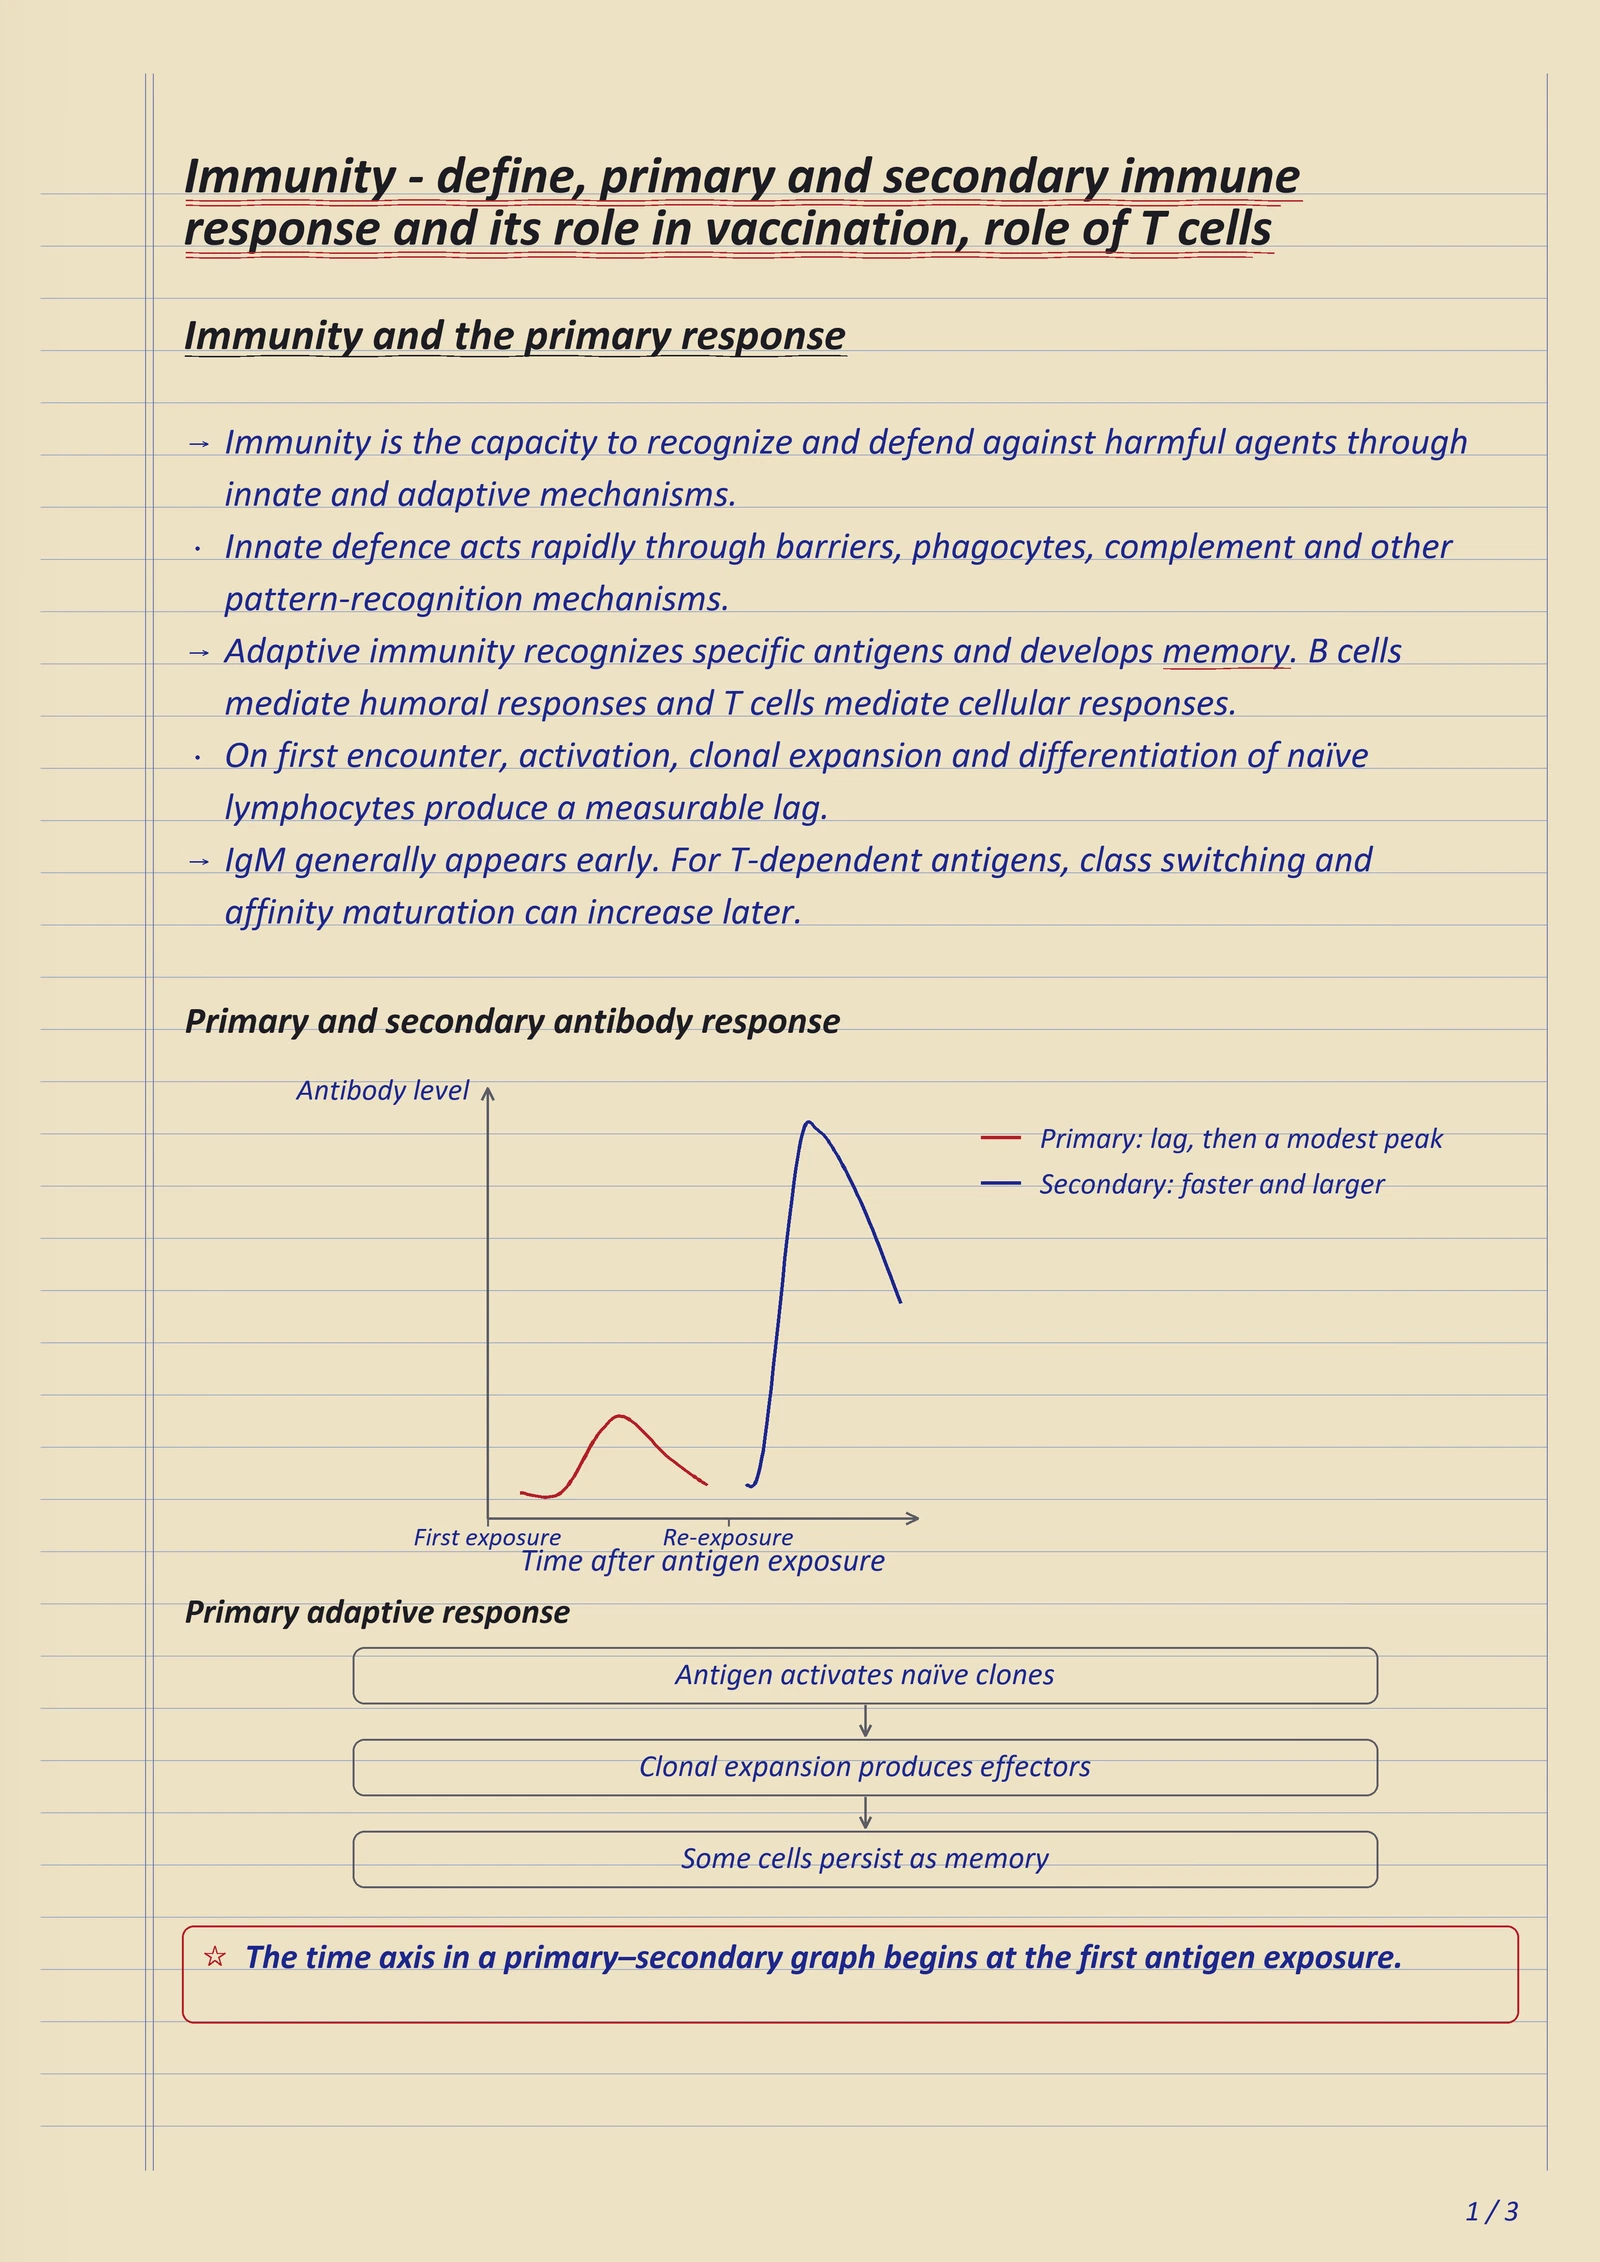 Immunity - define, primary and secondary immune
response and its role in vaccination, role of T cells
Immunity and the primary response
→ Immunity is the capacity to recognize and defend against harmful agents through
innate and adaptive mechanisms.
· Innate defence acts rapidly through barriers, phagocytes, complement and other
pattern-recognition mechanisms.
→ Adaptive immunity recognizes specific antigens and develops memory. B cells
mediate humoral responses and T cells mediate cellular responses.
· On first encounter, activation, clonal expansion and differentiation of naïve
lymphocytes produce a measurable lag.
→ IgM generally appears early. For T-dependent antigens, class switching and
affinity maturation can increase later.
Primary and secondary antibody response
Antibody level
Primary: lag, then a modest peak
Secondary: faster and larger
First exposure Re-exposure
Time after antigen exposure
Primary adaptive response
Antigen activates naïve clones
Clonal expansion produces effectors
Some cells persist as memory
☆ The time axis in a primary–secondary graph begins at the first antigen exposure.
1 / 3